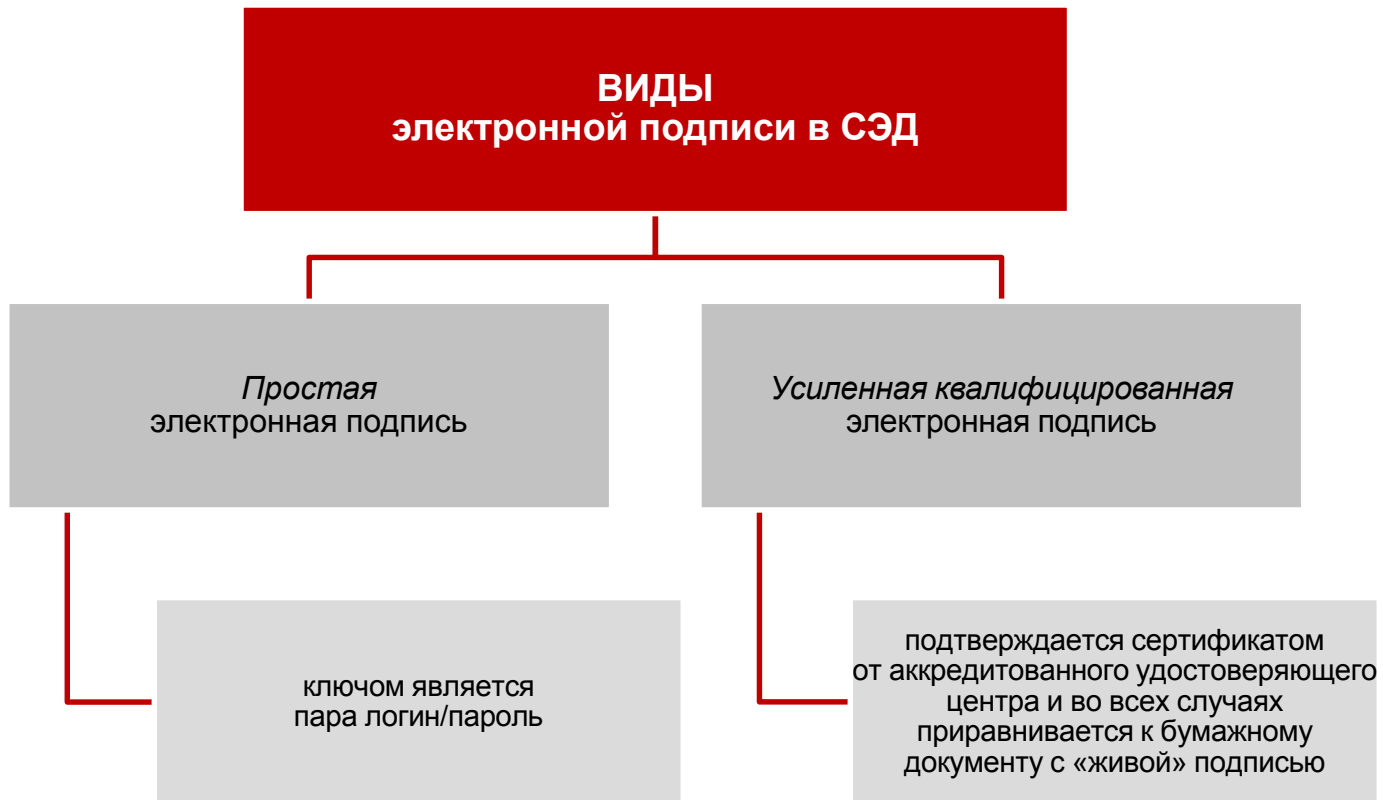 ВИДЫ
электронной подписи в СЭД
Простая
электронная подпись
Усиленная квалифицированная
электронная подпись
ключом является
пара логин/пароль
подтверждается сертификатом
от аккредитованного удостоверяющего
центра и во всех случаях
приравнивается к бумажному
документу с «живой» подписью